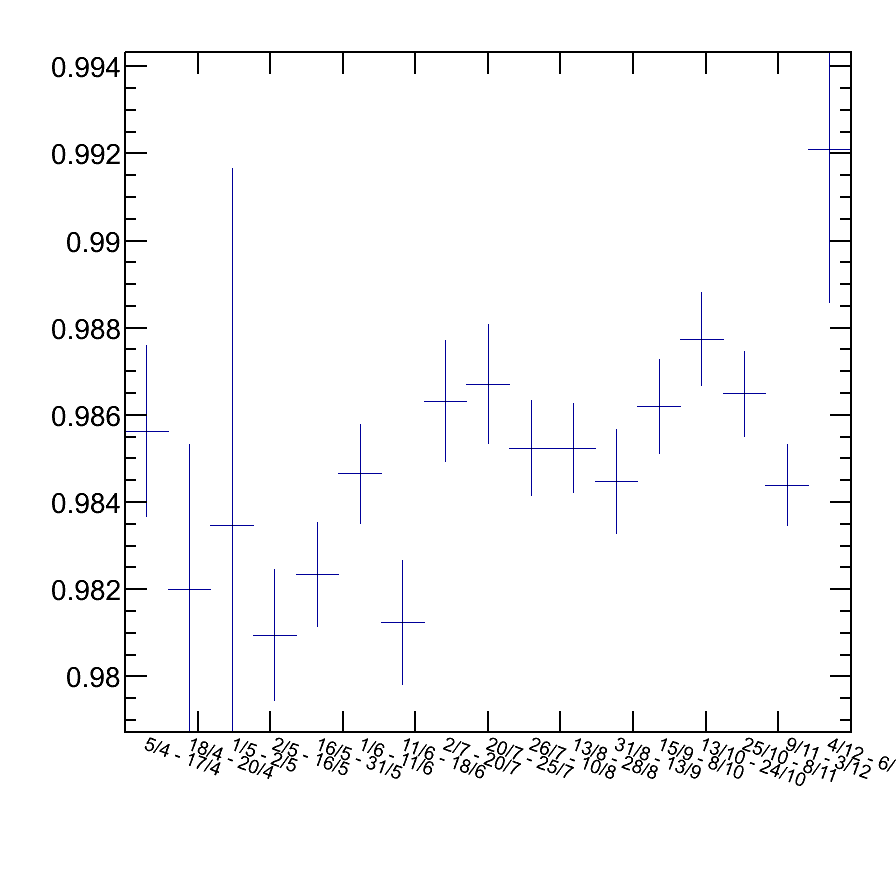 0.994
0.992
0.99
0.988
0.986
0.984
0.982
0.98
5/4 - 17/4
18/4 - 20/4
1/5 - 2/5
2/5 - 16/5
16/5 - 31/5
1/6 - 11/6
11/6 - 18/6
2/7 - 20/7
20/7 - 25/7
26/7 - 10/8
13/8 - 28/8
31/8 - 13/9
15/9 - 8/10
13/10 - 24/10
25/10 - 8/11
9/11 - 3/12
4/12 - 6/